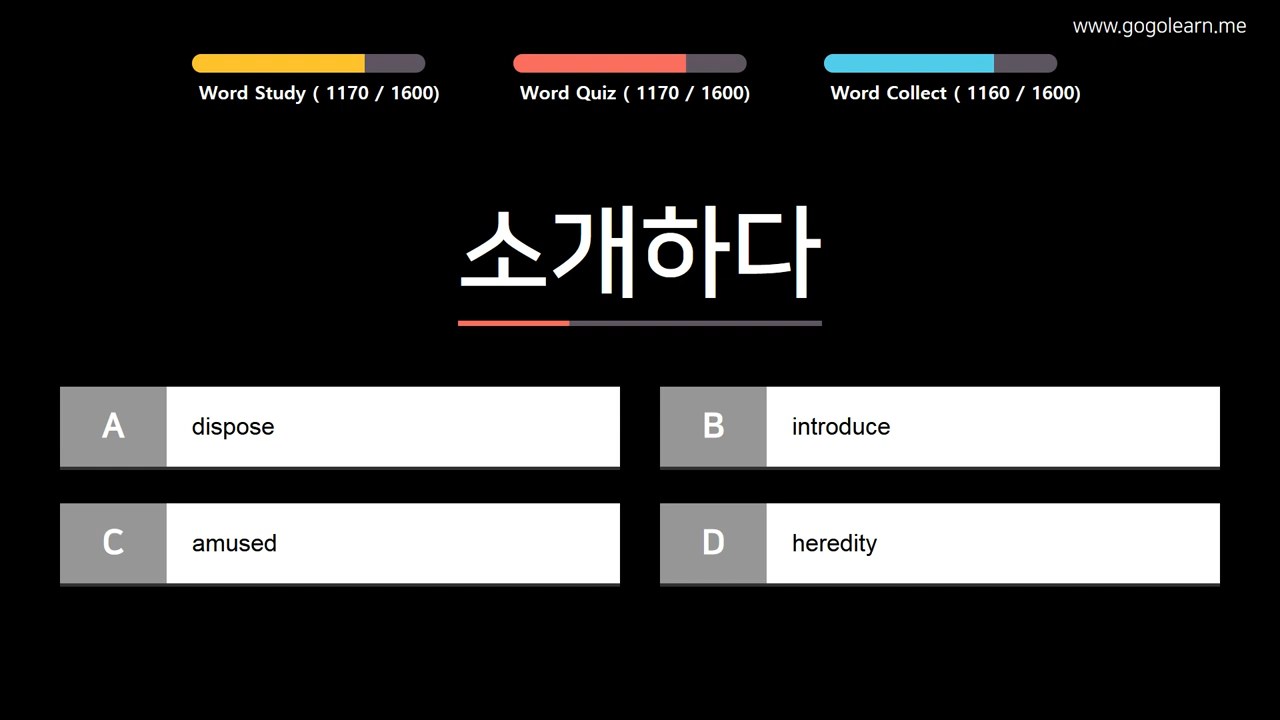 www.gogolearn.me
Word Study ( 1170 / 1600)
Word Quiz ( 1170 / 1600)
Word Collect ( 1160 / 1600)
소개하다
A dispose
B introduce
C amused
D heredity